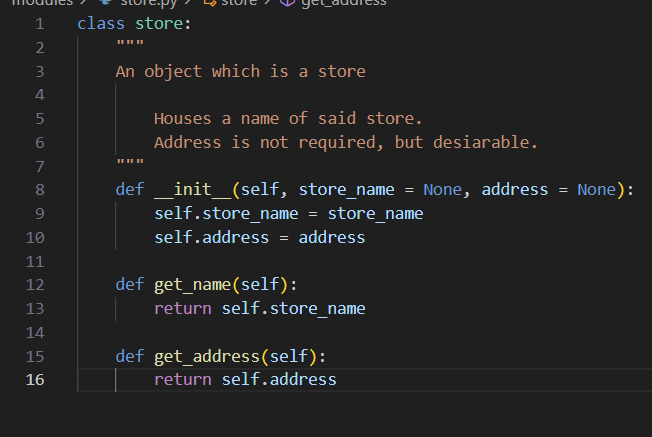 modules > store.py > store > get_address
1 class store:
2     """
3     An object which is a store
4
5         Houses a name of said store.
6         Address is not required, but desiarable.
7     """
8     def __init__(self, store_name = None, address = None):
9         self.store_name = store_name
10         self.address = address
11
12     def get_name(self):
13         return self.store_name
14
15     def get_address(self):
16         return self.address